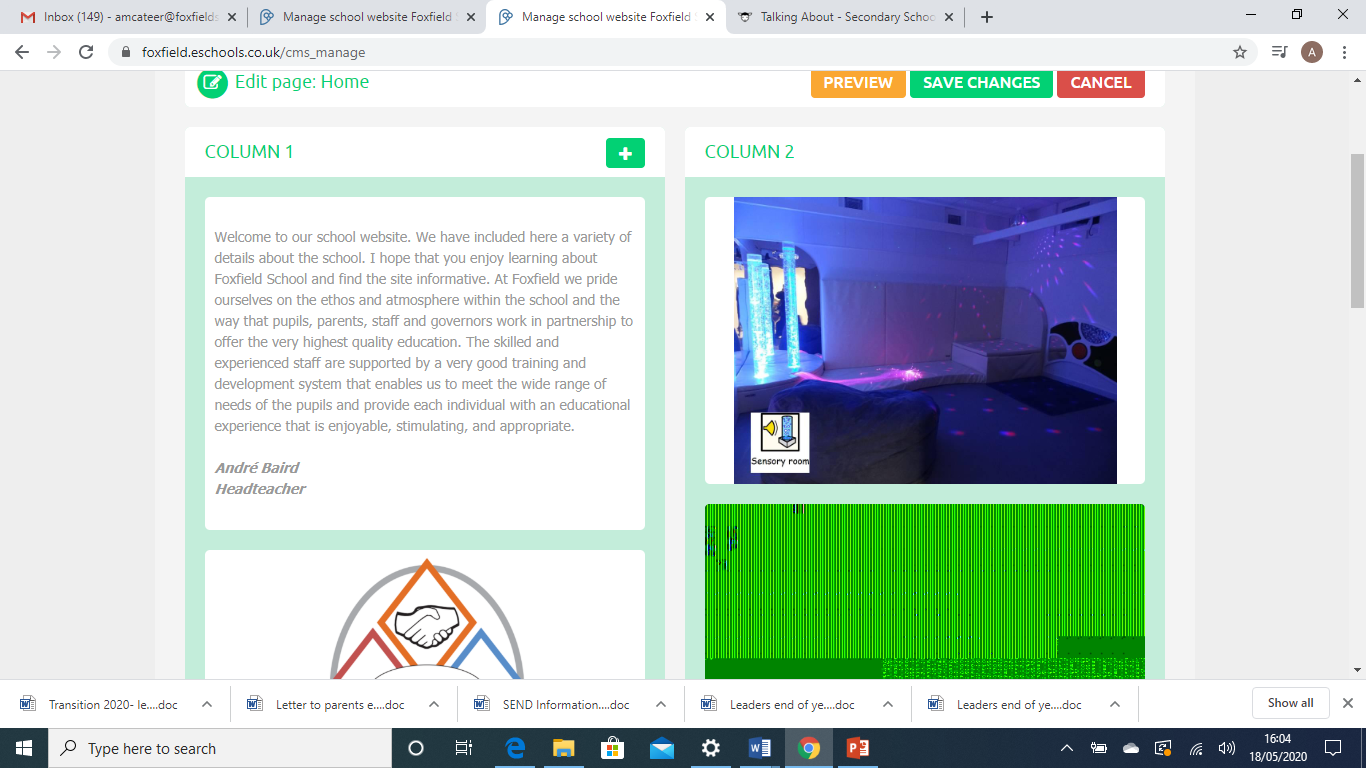 Inbox (149) - amcateer@foxfields
Manage school website Foxfield
Manage school website Foxfield
Talking About - Secondary Schoo
foxfield.eschools.co.uk/cms_manage
A
Edit page: Home
PREVIEW
SAVE CHANGES
CANCEL
COLUMN 1
Welcome to our school website. We have included here a variety of
details about the school. I hope that you enjoy learning about
Foxfield School and find the site informative. At Foxfield we pride
ourselves on the ethos and atmosphere within the school and the
way that pupils, parents, staff and governors work in partnership to
offer the very highest quality education. The skilled and
experienced staff are supported by a very good training and
development system that enables us to meet the wide range of
needs of the pupils and provide each individual with an educational
experience that is enjoyable, stimulating, and appropriate.
André Baird
Headteacher
COLUMN 2
Sensory room
Transition 2020- le....doc
Letter to parents e....doc
SEND Information....doc
Leaders end of ye....doc
Leaders end of ye....doc
Show all
Type here to search
16:04
18/05/2020